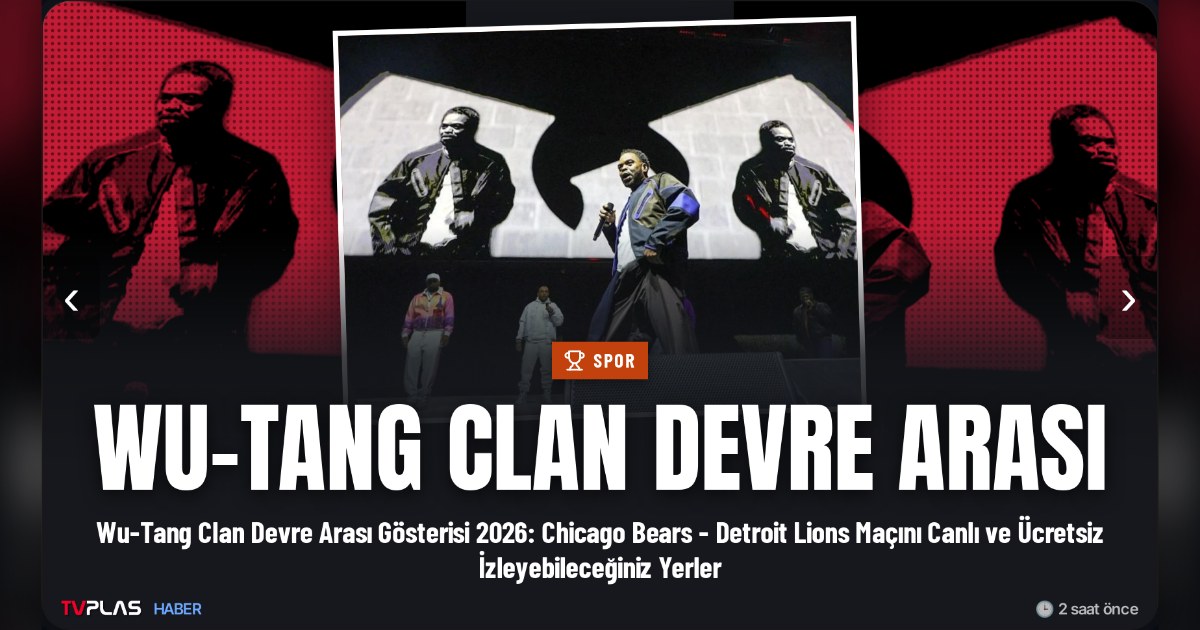 SPOR
WU-TANG CLAN DEVRE ARASI
Wu-Tang Clan Devre Arası Gösterisi 2026: Chicago Bears - Detroit Lions Maçını Canlı ve Ücretsiz
İzleyebileceğiniz Yerler
TVPLAS HABER
2 saat önce